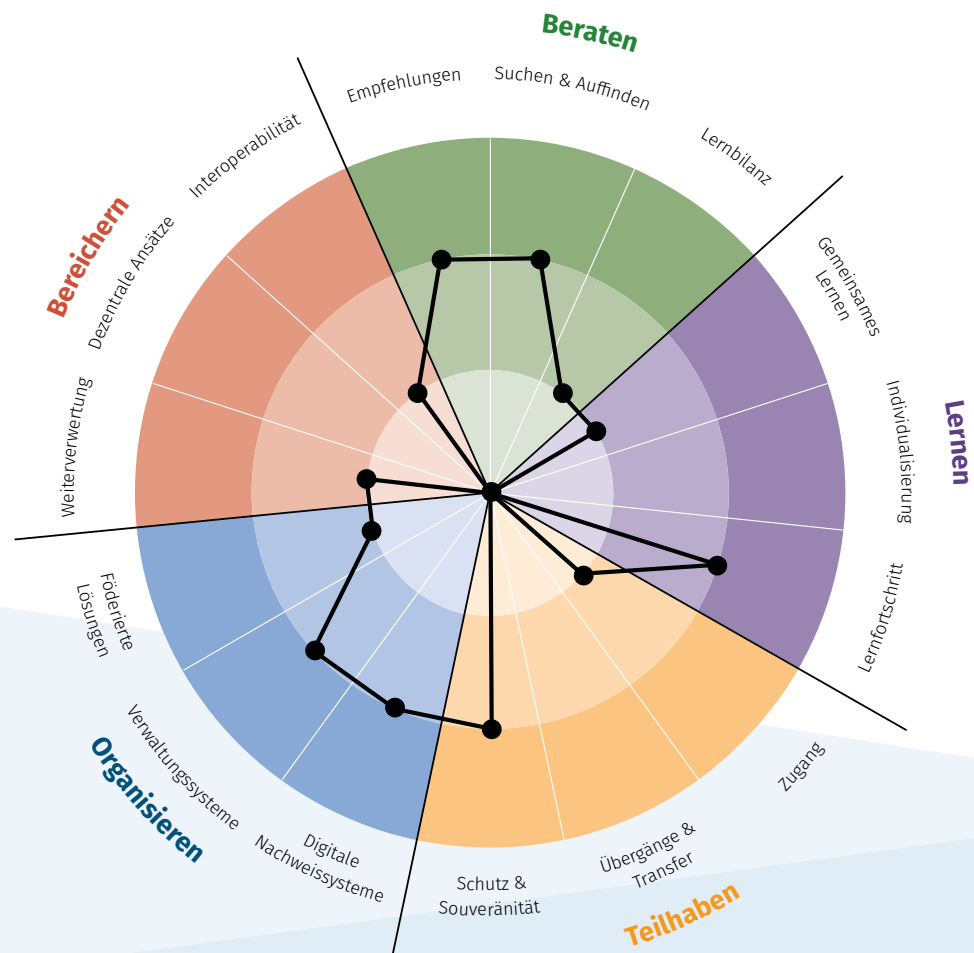 Beraten
Empfehlungen
Suchen & Auffinden
Lernbilanz
Lernen
Gemeinsames
Lernen
Individualisierung
Lernfortschritt
Teilhaben
Zugang
Übergänge &
Transfer
Schutz &
Souveränität
Organisieren
Digitale
Nachweissysteme
Verwaltungssysteme
Föderierte
Lösungen
Bereichern
Weiterverwertung
Dezentrale Ansätze
Interoperabilität